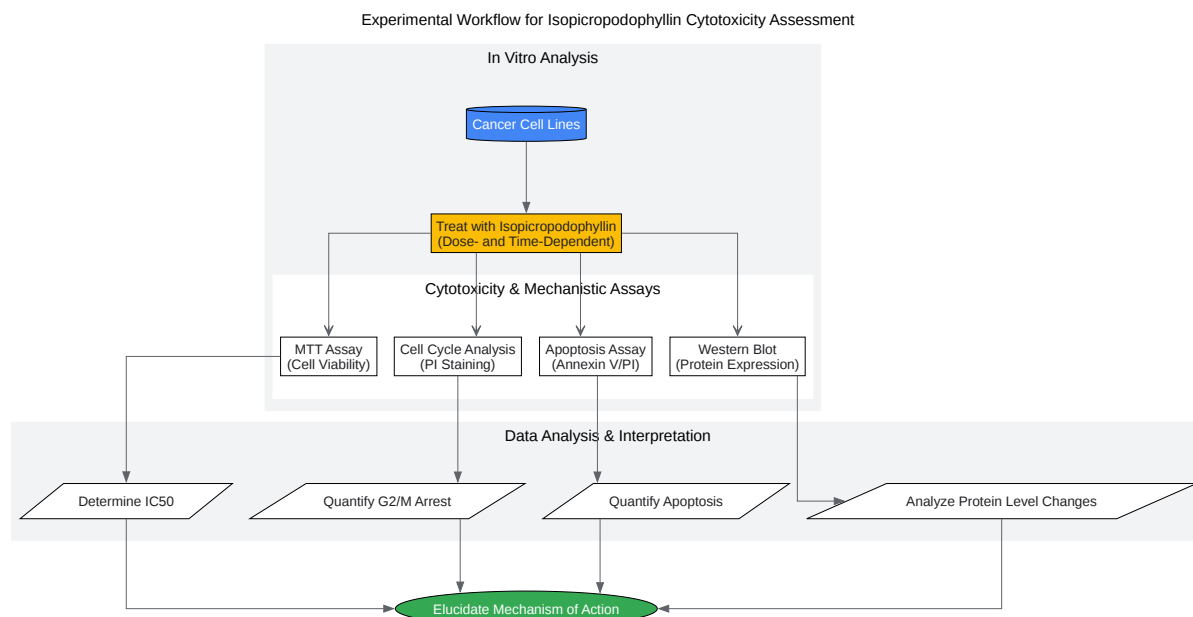 Experimental Workflow for Isopicropodophyllin Cytotoxicity Assessment
In Vitro Analysis
Cancer Cell Lines
Treat with Isopicropodophyllin
(Dose- and Time-Dependent)
Cytotoxicity & Mechanistic Assays
MTT Assay
(Cell Viability)
Cell Cycle Analysis
(PI Staining)
Apoptosis Assay
(Annexin V/PI)
Western Blot
(Protein Expression)
Data Analysis & Interpretation
Determine IC50
Quantify G2/M Arrest
Quantify Apoptosis
Analyze Protein Level Changes
Elucidate Mechanism of Action